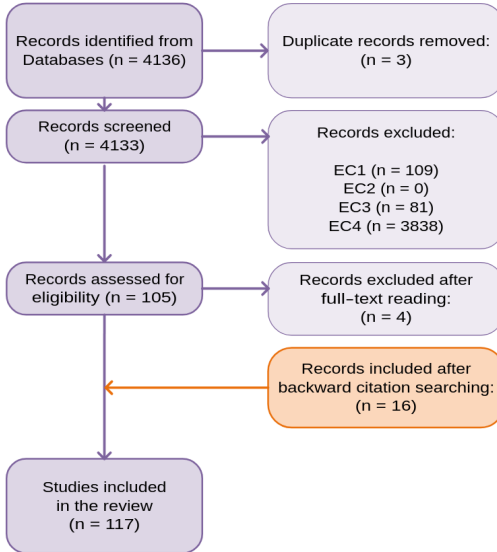 Records identified from
Databases (n = 4136)
Duplicate records removed:
(n = 3)
Records screened
(n = 4133)
Records excluded:
EC1 (n = 109)
EC2 (n = 0)
EC3 (n = 81)
EC4 (n = 3838)
Records assessed for
eligibility (n = 105)
Records excluded after
full-text reading:
(n = 4)
Records included after
backward citation searching:
(n = 16)
Studies included
in the review
(n = 117)